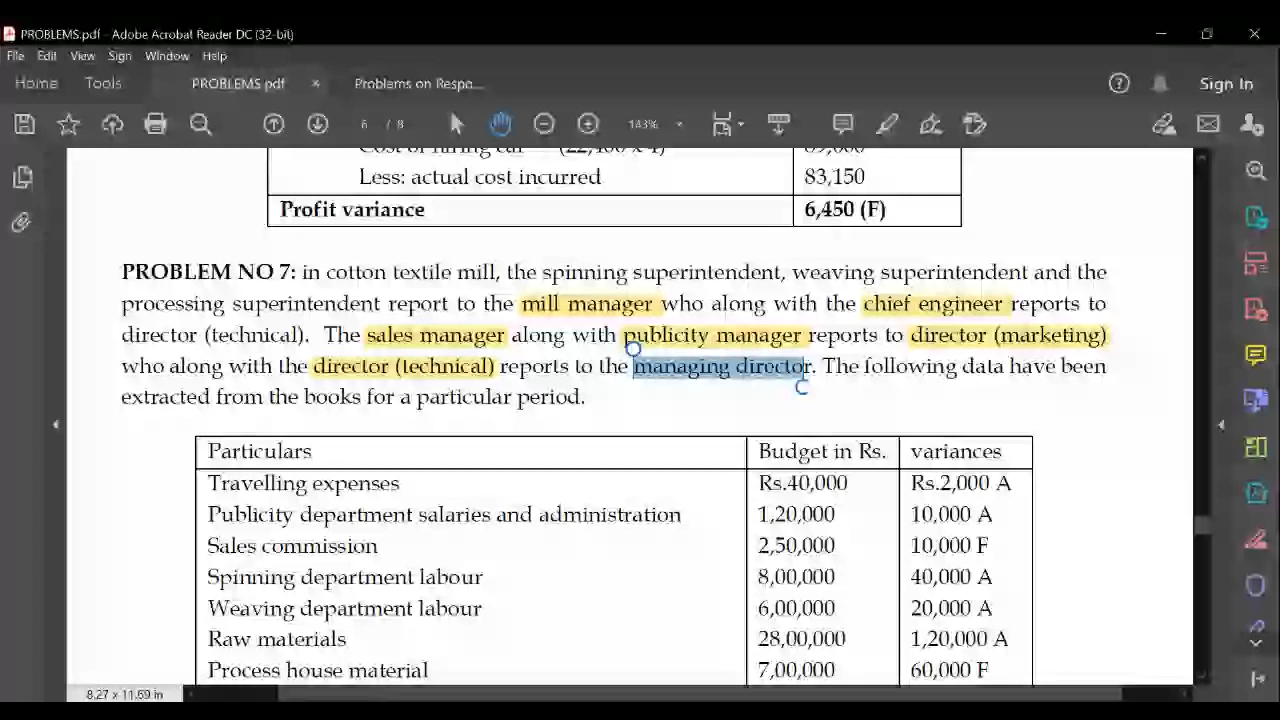 PROBLEMS.pdf - Adobe Acrobat Reader DC (32-bit)
File Edit View Sign Window Help
Home Tools PROBLEMS.pdf × Problems on Respo... Sign In
6 / 8 143%
Less: actual cost incurred 83,150
Profit variance 6,450 (F)
PROBLEM NO 7: in cotton textile mill, the spinning superintendent, weaving superintendent and the
processing superintendent report to the mill manager who along with the chief engineer reports to
director (technical). The sales manager along with publicity manager reports to director (marketing)
who along with the director (technical) reports to the managing director. The following data have been
extracted from the books for a particular period.
Particulars Budget in Rs. variances
Travelling expenses Rs.40,000 Rs.2,000 A
Publicity department salaries and administration 1,20,000 10,000 A
Sales commission 2,50,000 10,000 F
Spinning department labour 8,00,000 40,000 A
Weaving department labour 6,00,000 20,000 A
Raw materials 28,00,000 1,20,000 A
Process house material 7,00,000 60,000 F
8.27 x 11.69 in